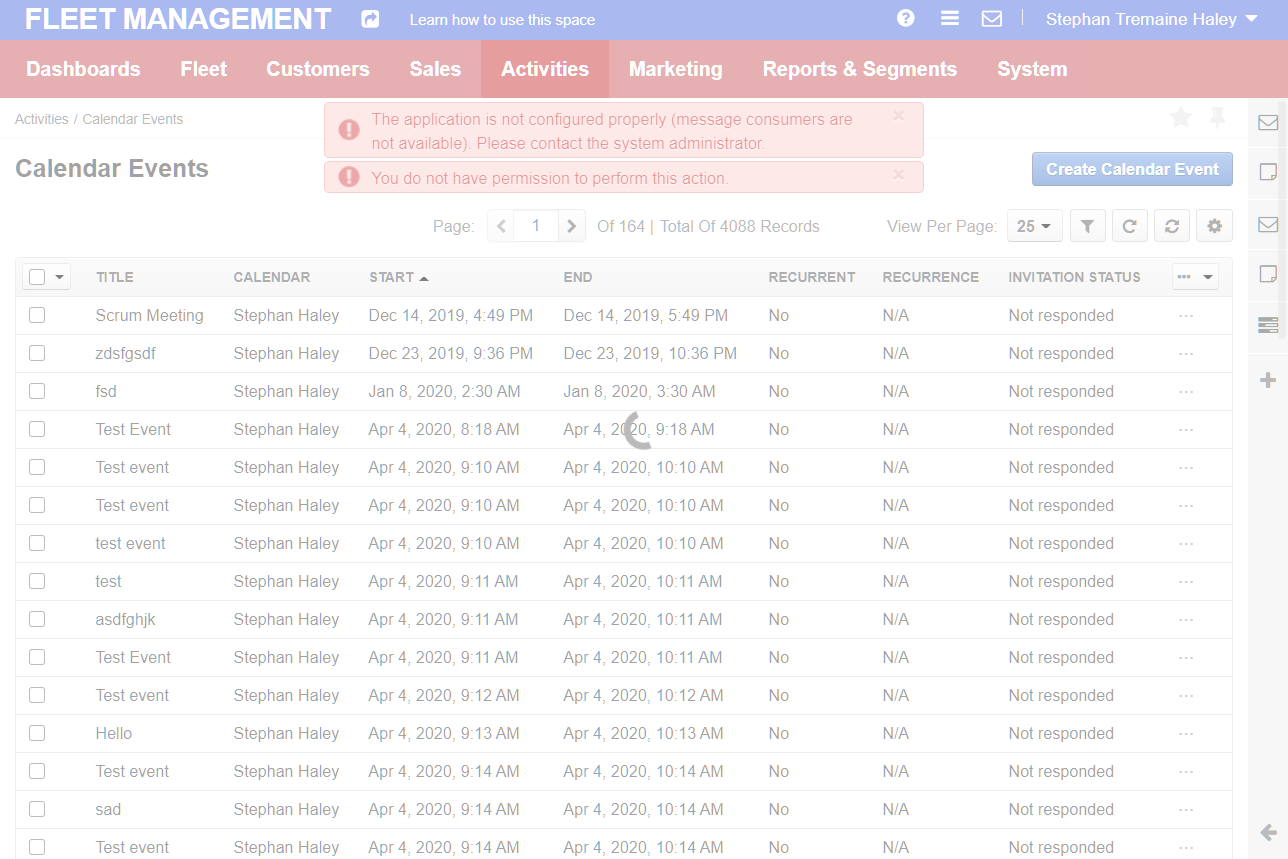 FLEET MANAGEMENT Learn how to use this space Stephan Tremaine Haley
Dashboards Fleet Customers Sales Activities Marketing Reports & Segments System
Activities / Calendar Events
The application is not configured properly (message consumers are
not available). Please contact the system administrator.
Calendar Events
You do not have permission to perform this action.
Create Calendar Event
Page: 1 Of 164 | Total Of 4088 Records View Per Page: 25
TITLE CALENDAR START END RECURRENT RECURRENCE INVITATION STATUS
Scrum Meeting Stephan Haley Dec 14, 2019, 4:49 PM Dec 14, 2019, 5:49 PM No N/A Not responded
zdsfgsdf Stephan Haley Dec 23, 2019, 9:36 PM Dec 23, 2019, 10:36 PM No N/A Not responded
fsd Stephan Haley Jan 8, 2020, 2:30 AM Jan 8, 2020, 3:30 AM No N/A Not responded
Test Event Stephan Haley Apr 4, 2020, 8:18 AM Apr 4, 2020, 9:18 AM No N/A Not responded
Test event Stephan Haley Apr 4, 2020, 9:10 AM Apr 4, 2020, 10:10 AM No N/A Not responded
Test event Stephan Haley Apr 4, 2020, 9:10 AM Apr 4, 2020, 10:10 AM No N/A Not responded
test event Stephan Haley Apr 4, 2020, 9:10 AM Apr 4, 2020, 10:10 AM No N/A Not responded
test Stephan Haley Apr 4, 2020, 9:11 AM Apr 4, 2020, 10:11 AM No N/A Not responded
asdfghjk Stephan Haley Apr 4, 2020, 9:11 AM Apr 4, 2020, 10:11 AM No N/A Not responded
Test Event Stephan Haley Apr 4, 2020, 9:11 AM Apr 4, 2020, 10:11 AM No N/A Not responded
Test event Stephan Haley Apr 4, 2020, 9:12 AM Apr 4, 2020, 10:12 AM No N/A Not responded
Hello Stephan Haley Apr 4, 2020, 9:13 AM Apr 4, 2020, 10:13 AM No N/A Not responded
Test event Stephan Haley Apr 4, 2020, 9:14 AM Apr 4, 2020, 10:14 AM No N/A Not responded
sad Stephan Haley Apr 4, 2020, 9:14 AM Apr 4, 2020, 10:14 AM No N/A Not responded
Test event Stephan Haley Apr 4, 2020, 9:14 AM Apr 4, 2020, 10:14 AM No N/A Not responded